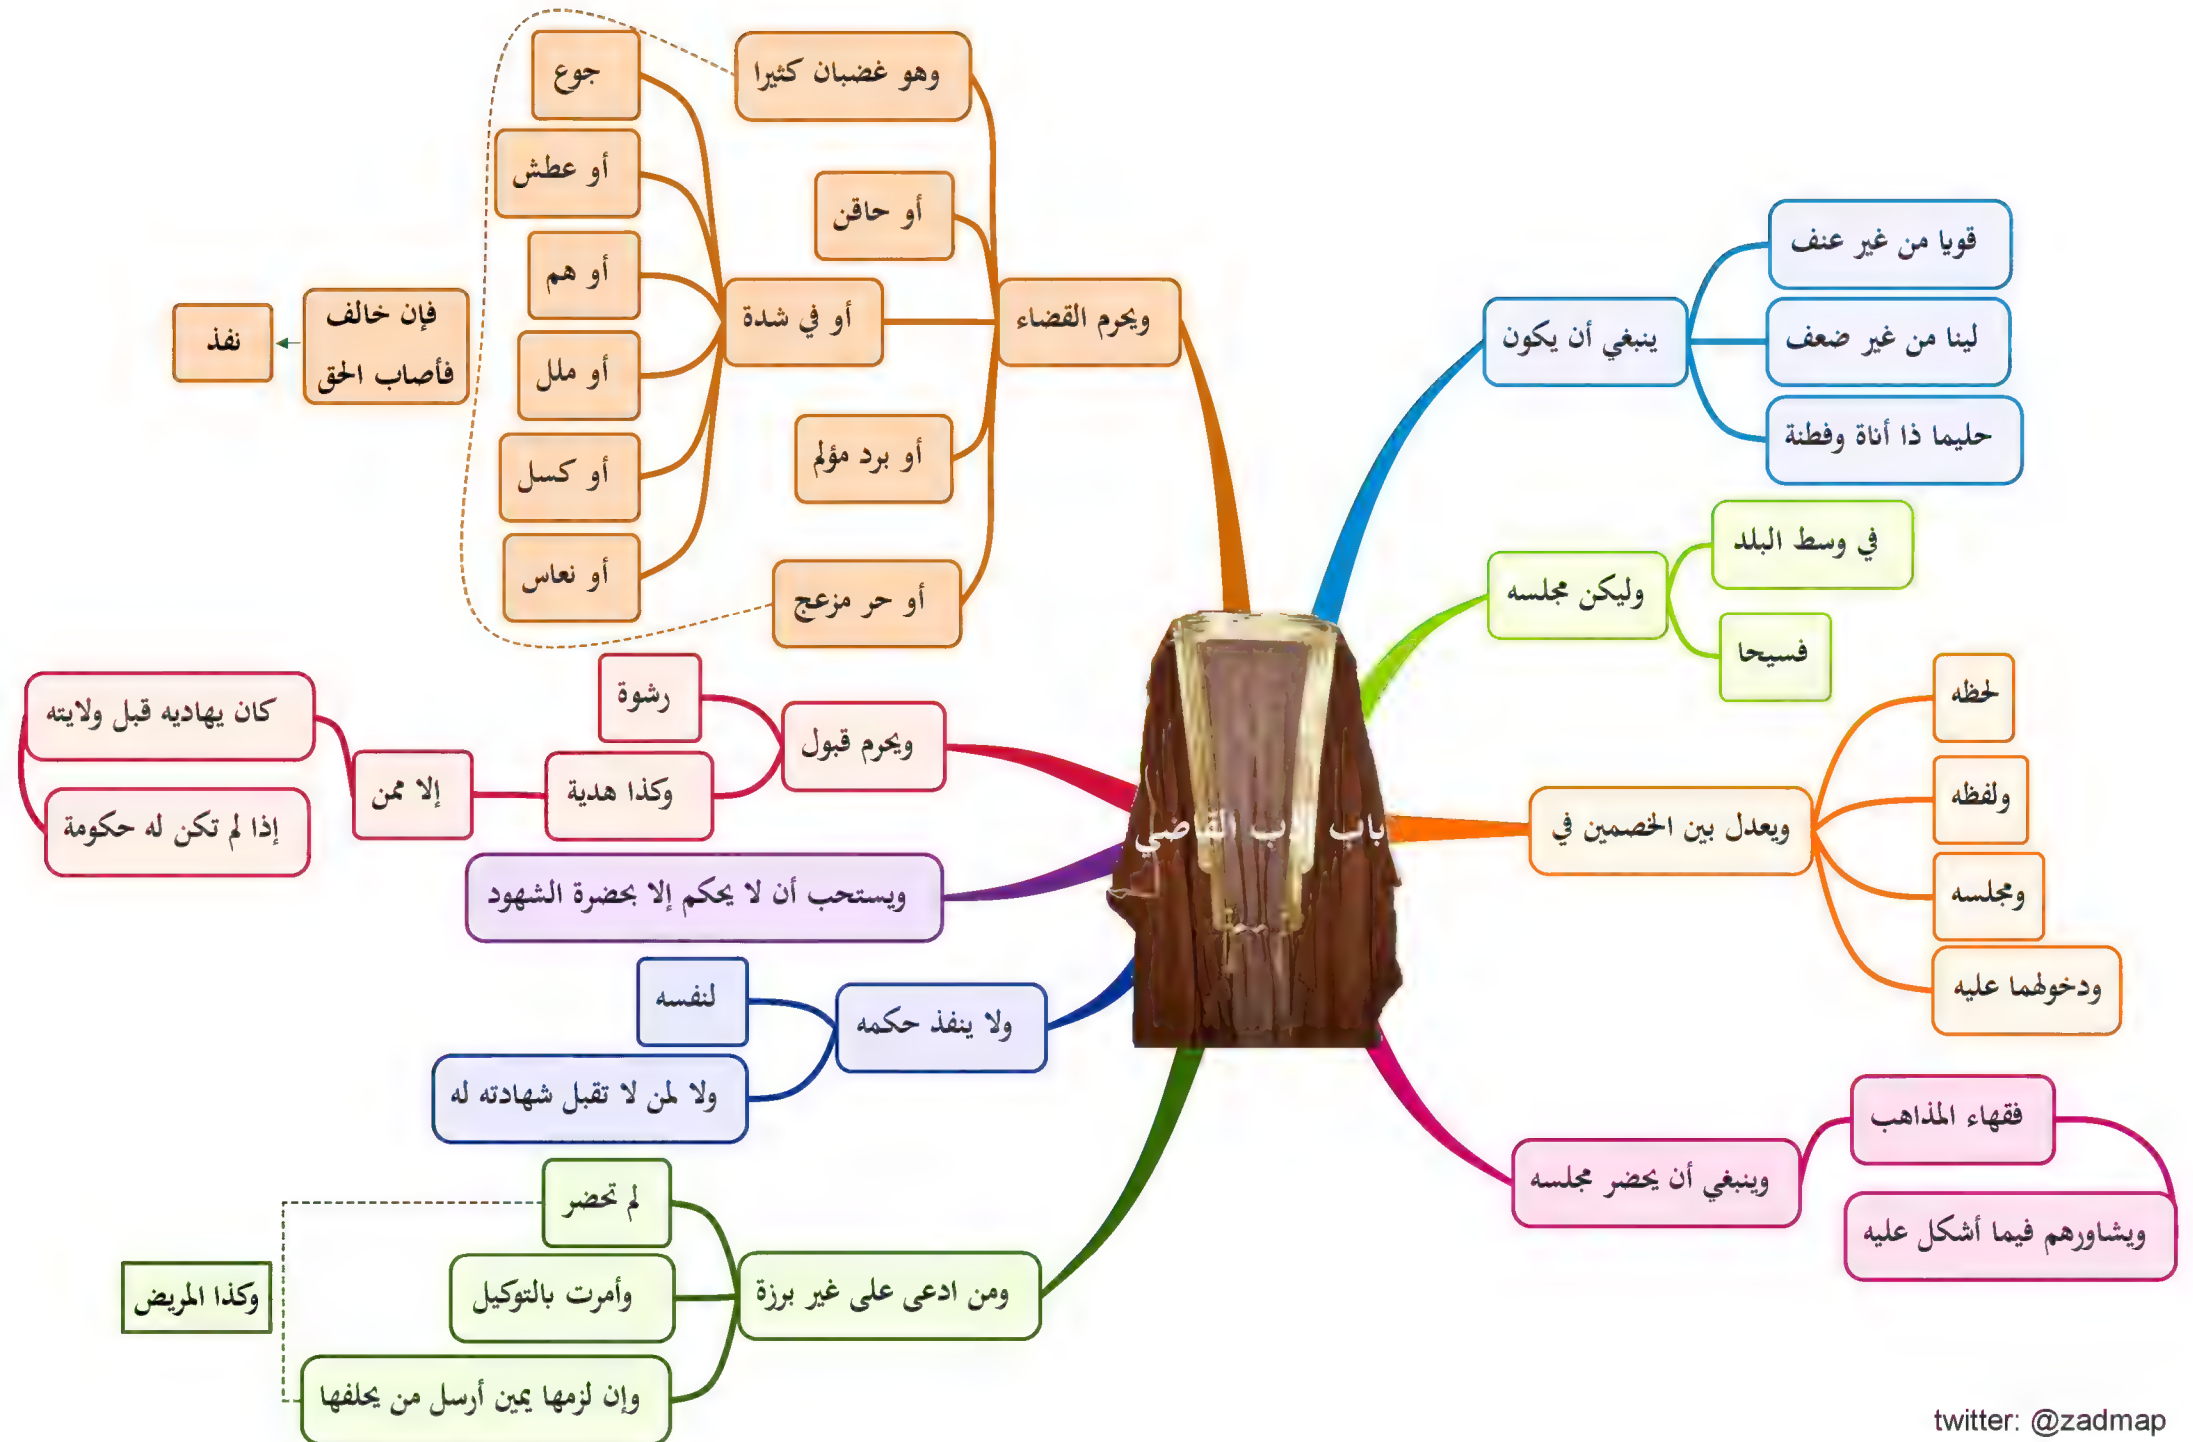 باب أدب القاضي
ينبغي أن يكون
قويا من غير عنف
لينا من غير ضعف
حليما ذا أناة وفطنة
وليكن مجلسه
في وسط البلد
فسيحا
ويعدل بين الخصمين في
لحظه
ولفظه
ومجلسه
ودخولهما عليه
وينبغي أن يحضر مجلسه
فقهاء المذاهب
ويشاورهم فيما أشكل عليه
ويحرم القضاء
وهو غضبان كثيرا
أو حاقن
أو في شدة
جوع
أو عطش
أو هم
أو ملل
أو كسل
أو نعاس
أو برد مؤلم
أو حر مزعج
فإن خالف
فأصاب الحق
نفذ
ويحرم قبول
رشوة
وكذا هدية
إلا ممن
كان يهاديه قبل ولايته
إذا لم تكن له حكومة
ويستحب أن لا يحكم إلا بحضرة الشهود
ولا ينفذ حكمه
لنفسه
ولا لمن لا تقبل شهادته له
ومن ادعى على غير برزة
لم تحضر
وأمرت بالتوكيل
وإن لزمها يمين أرسل من يحلفها
وكذا المريض
twitter: @zadmap